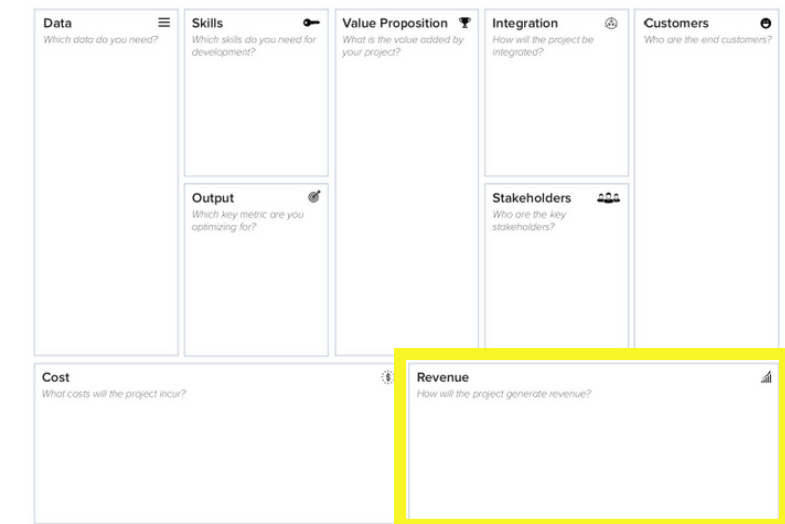 Data
Which data do you need?
Skills
Which skills do you need for
development?
Value Proposition
What is the value added by
your project?
Integration
How will the project be
integrated?
Customers
Who are the end customers?
Output
Which key metric are you
optimizing for?
Stakeholders
Who are the key
stakeholders?
Cost
What costs will the project incur?
$
Revenue
How will the project generate revenue?